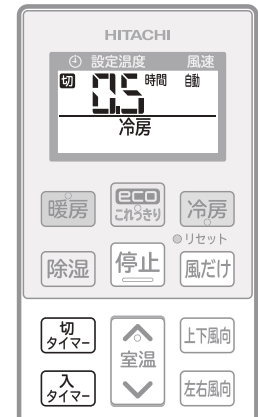 HITACHI
設定温度 風速
切 0.5 時間 自動
冷房
暖房 eco これっきり 冷房
リセット
除湿 停止 風だけ
切タイマー 室温 上下風向
入タイマー 左右風向